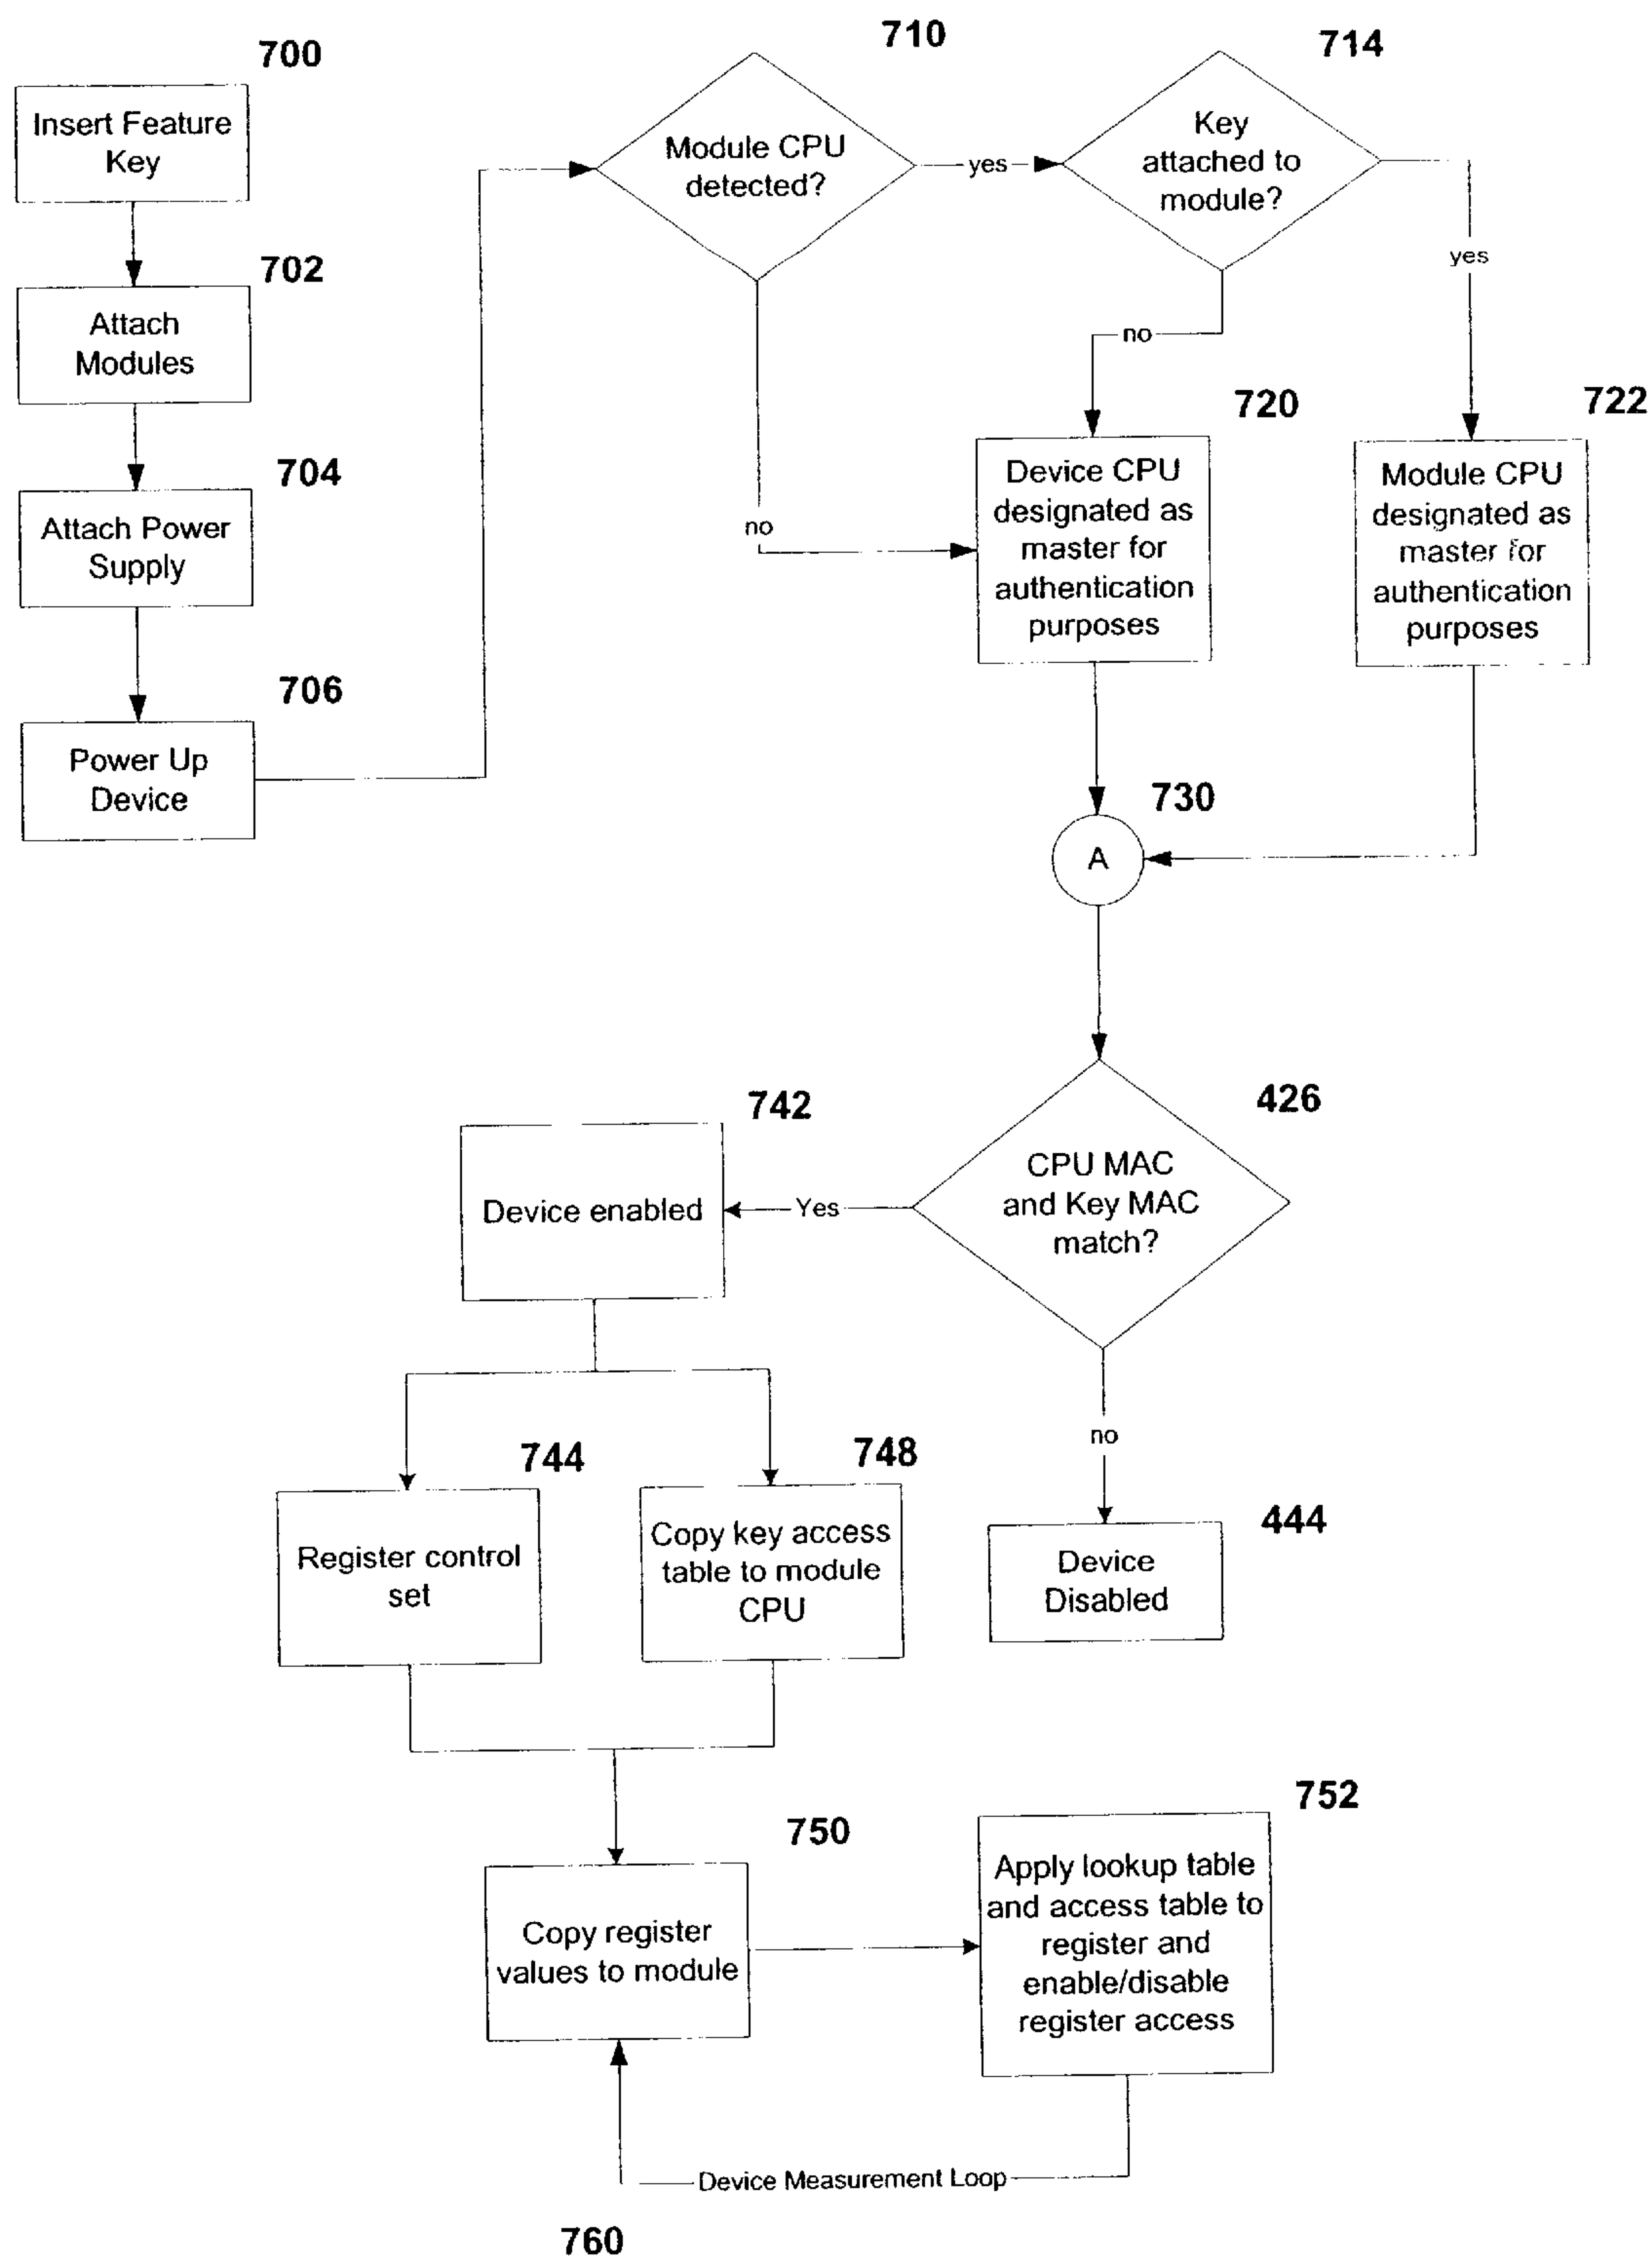 700
Insert Feature
Key
702
Attach
Modules
704
Attach Power
Supply
706
Power Up
Device
710
Module CPU
detected?
yes
no
714
Key
attached to
module?
yes
no
720
Device CPU
designated as
master for
authentication
purposes
722
Module CPU
designated as
master for
authentication
purposes
730
A
426
CPU MAC
and Key MAC
match?
Yes
no
742
Device enabled
444
Device
Disabled
744
Register control
set
748
Copy key access
table to module
CPU
750
Copy register
values to module
752
Apply lookup table
and access table to
register and
enable/disable
register access
Device Measurement Loop
760